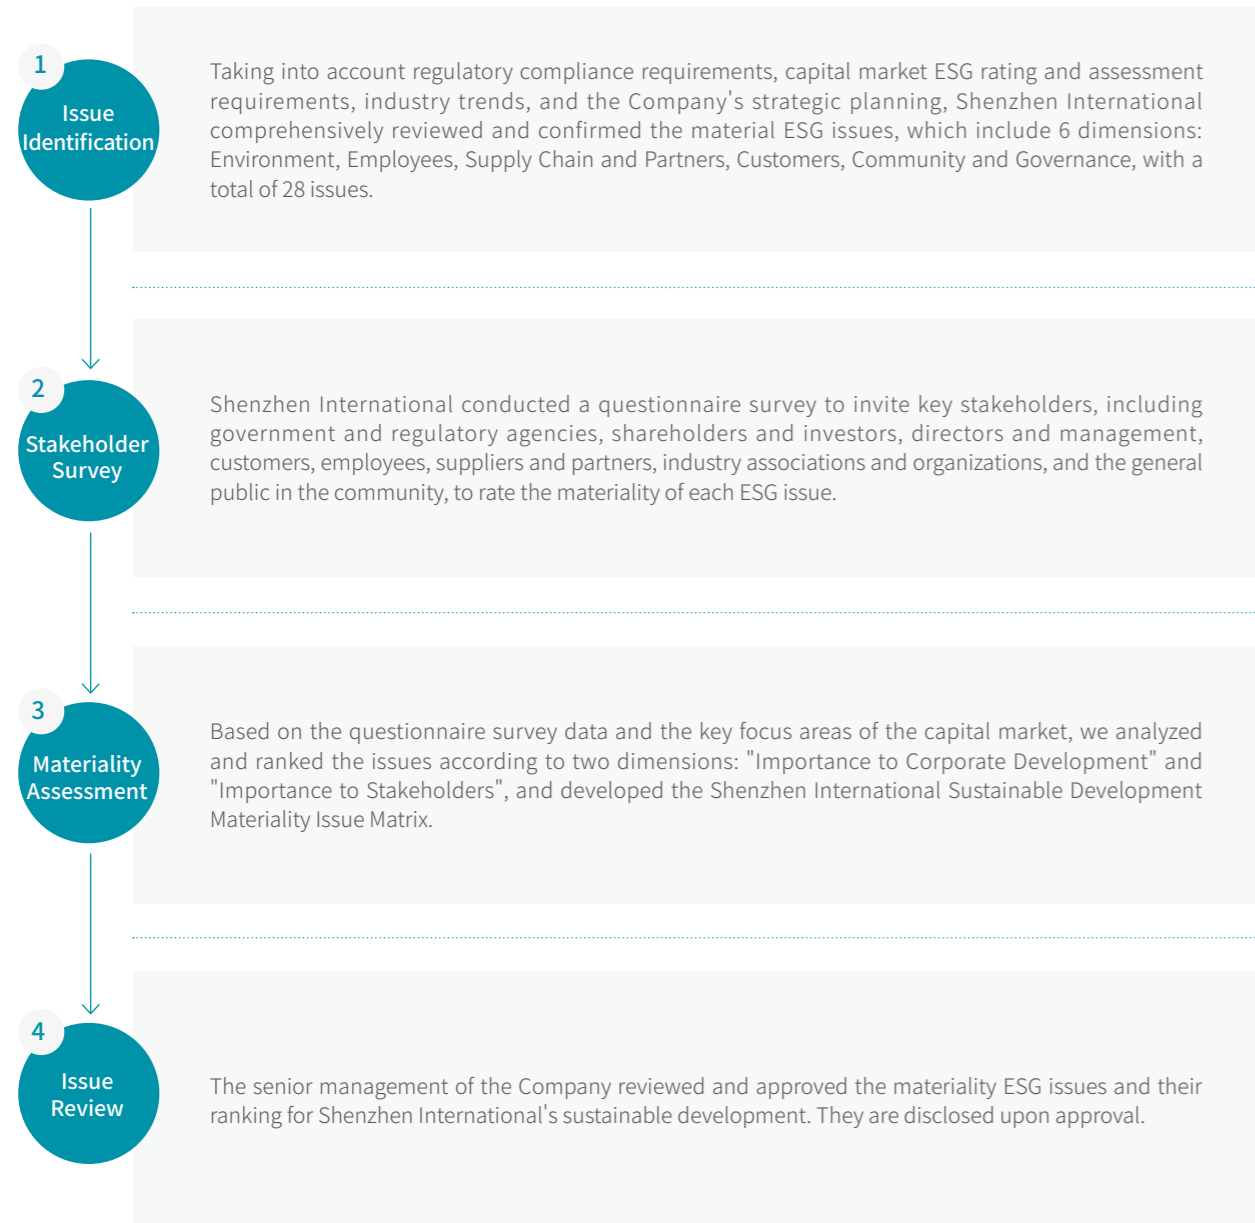 1
Issue
Identification
Taking into account regulatory compliance requirements, capital market ESG rating and assessment
requirements, industry trends, and the Company's strategic planning, Shenzhen International
comprehensively reviewed and confirmed the material ESG issues, which include 6 dimensions:
Environment, Employees, Supply Chain and Partners, Customers, Community and Governance, with a
total of 28 issues.
2
Stakeholder
Survey
Shenzhen International conducted a questionnaire survey to invite key stakeholders, including
government and regulatory agencies, shareholders and investors, directors and management,
customers, employees, suppliers and partners, industry associations and organizations, and the general
public in the community, to rate the materiality of each ESG issue.
3
Materiality
Assessment
Based on the questionnaire survey data and the key focus areas of the capital market, we analyzed
and ranked the issues according to two dimensions: "Importance to Corporate Development" and
"Importance to Stakeholders", and developed the Shenzhen International Sustainable Development
Materiality Issue Matrix.
4
Issue
Review
The senior management of the Company reviewed and approved the materiality ESG issues and their
ranking for Shenzhen International's sustainable development. They are disclosed upon approval.